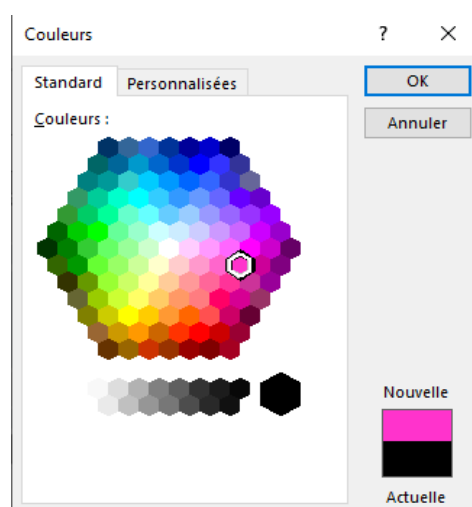 Couleurs ? ×
Standard Personnalisées
OK
Couleurs :
Annuler
Nouvelle
Actuelle